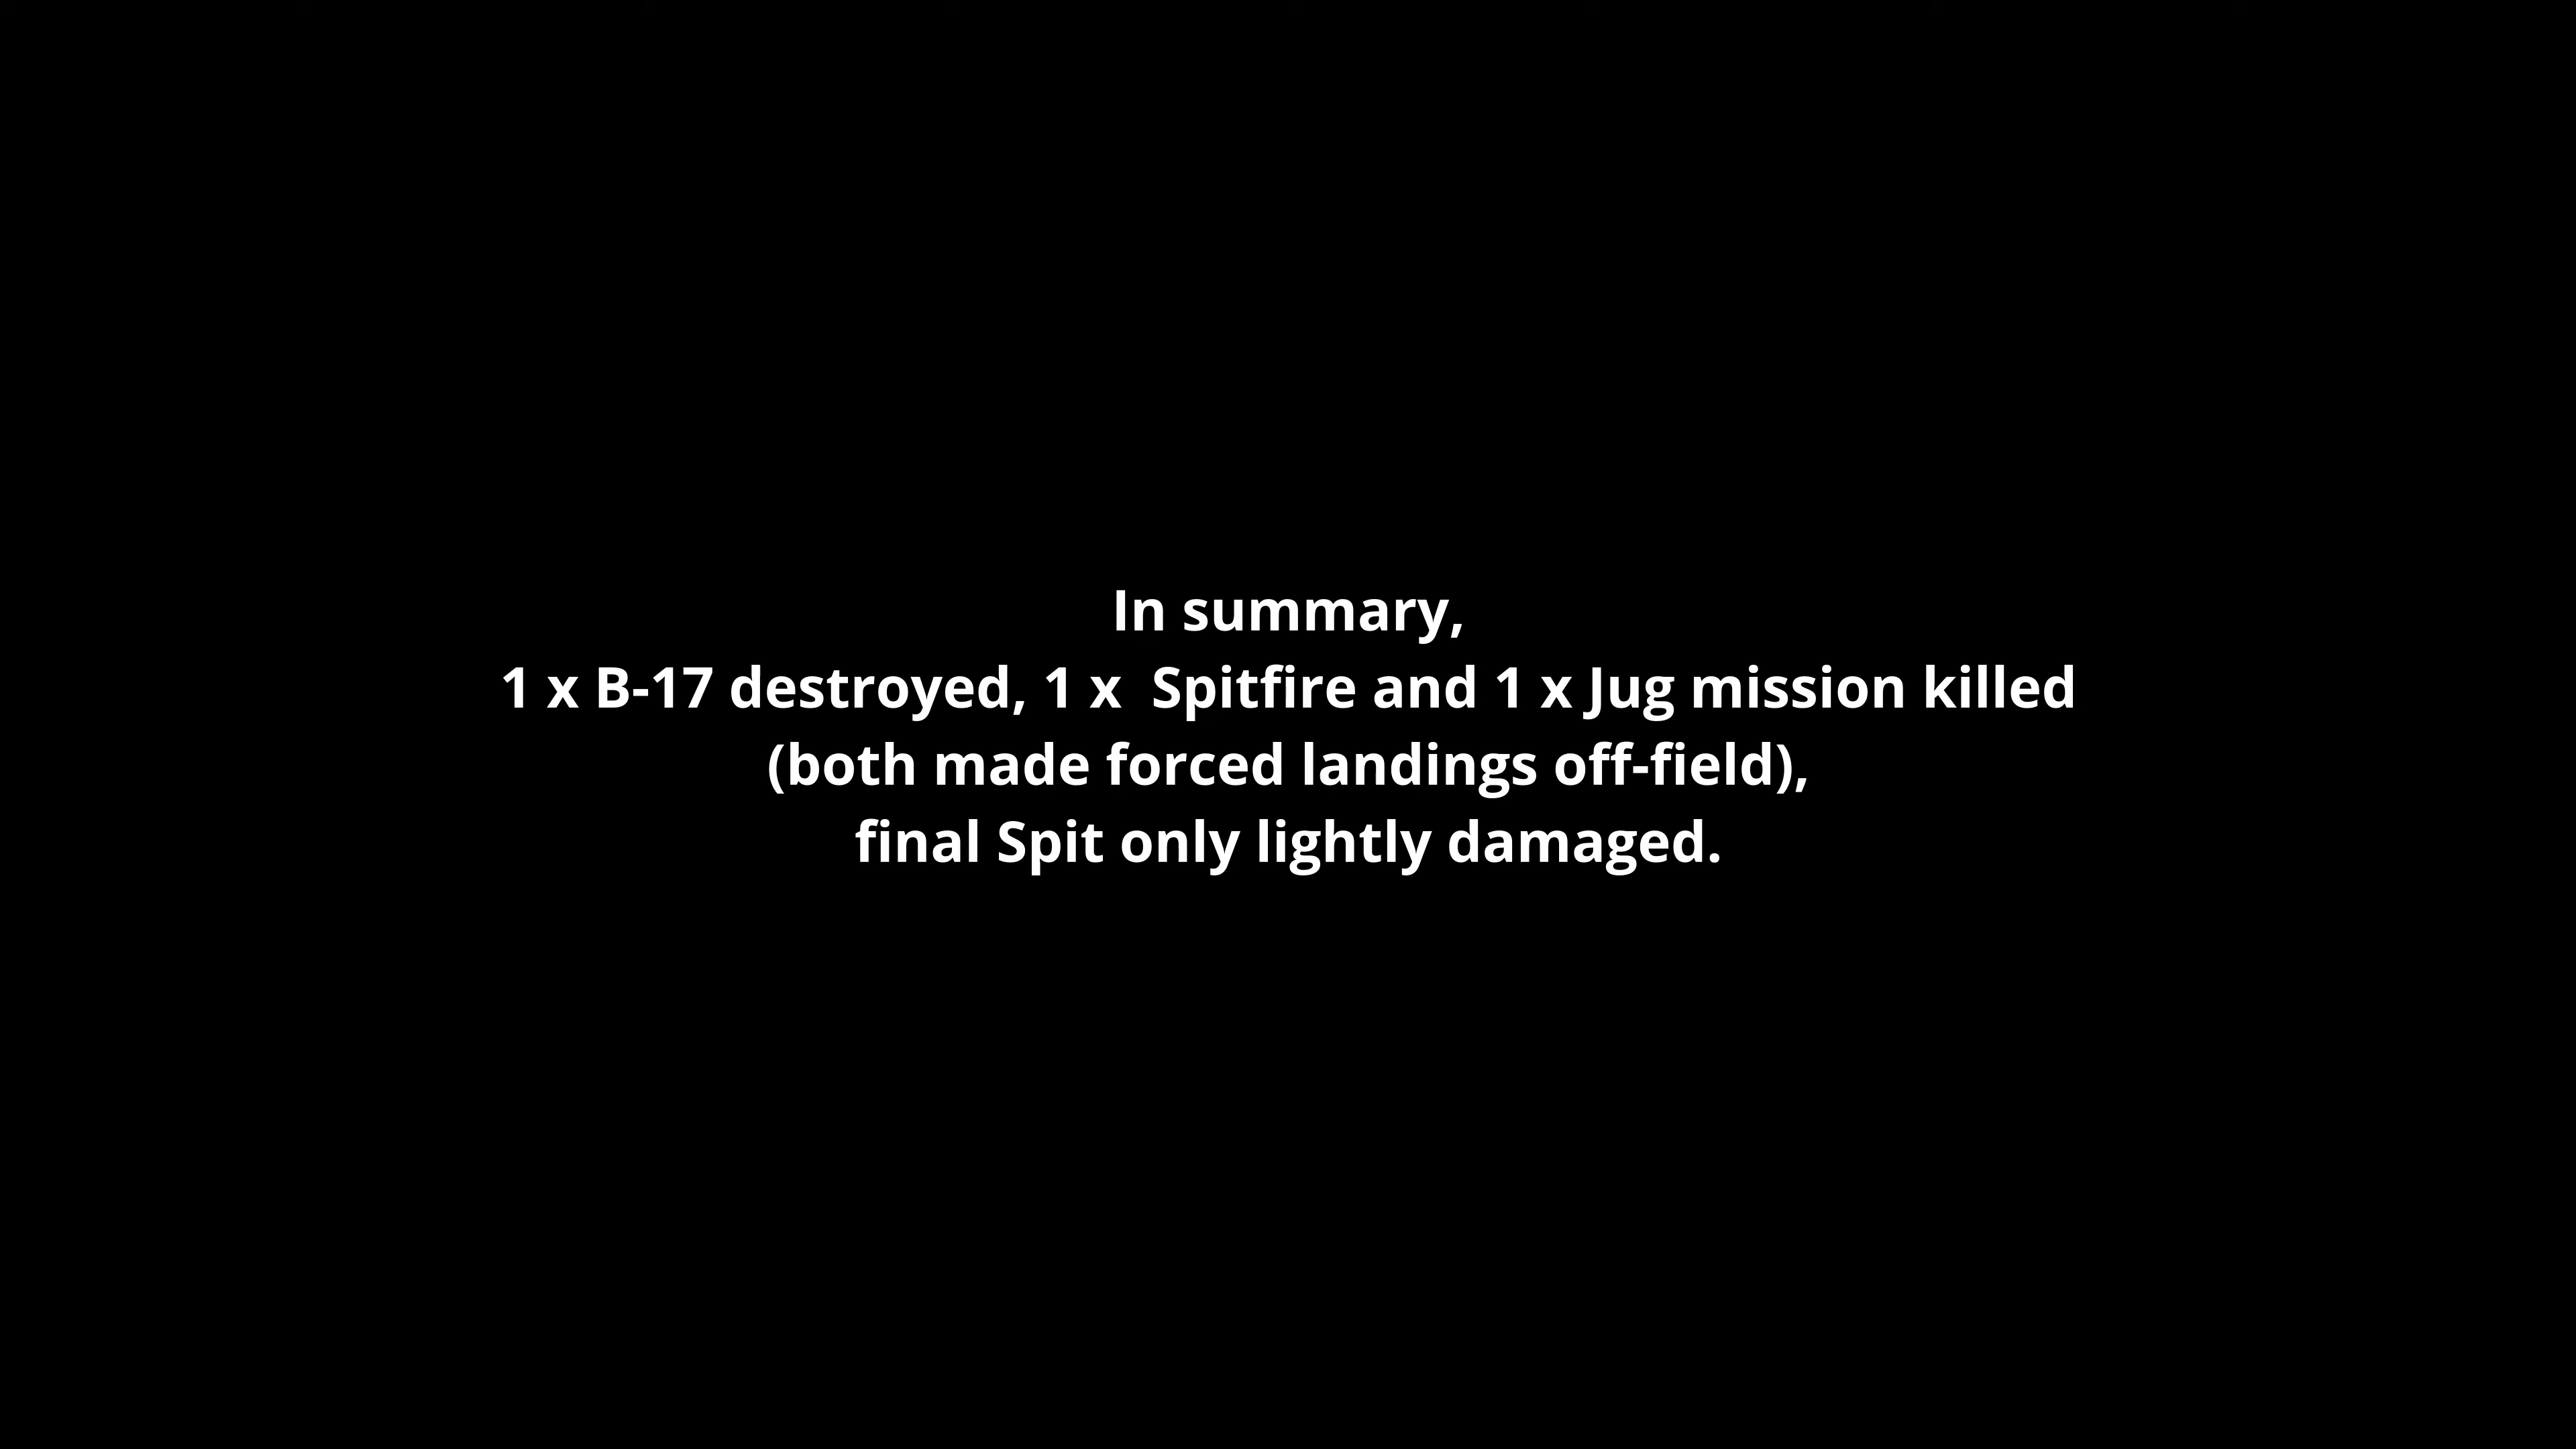 In summary,
1 x B-17 destroyed, 1 x  Spitfire and 1 x Jug mission killed
(both made forced landings off-field),
final Spit only lightly damaged.